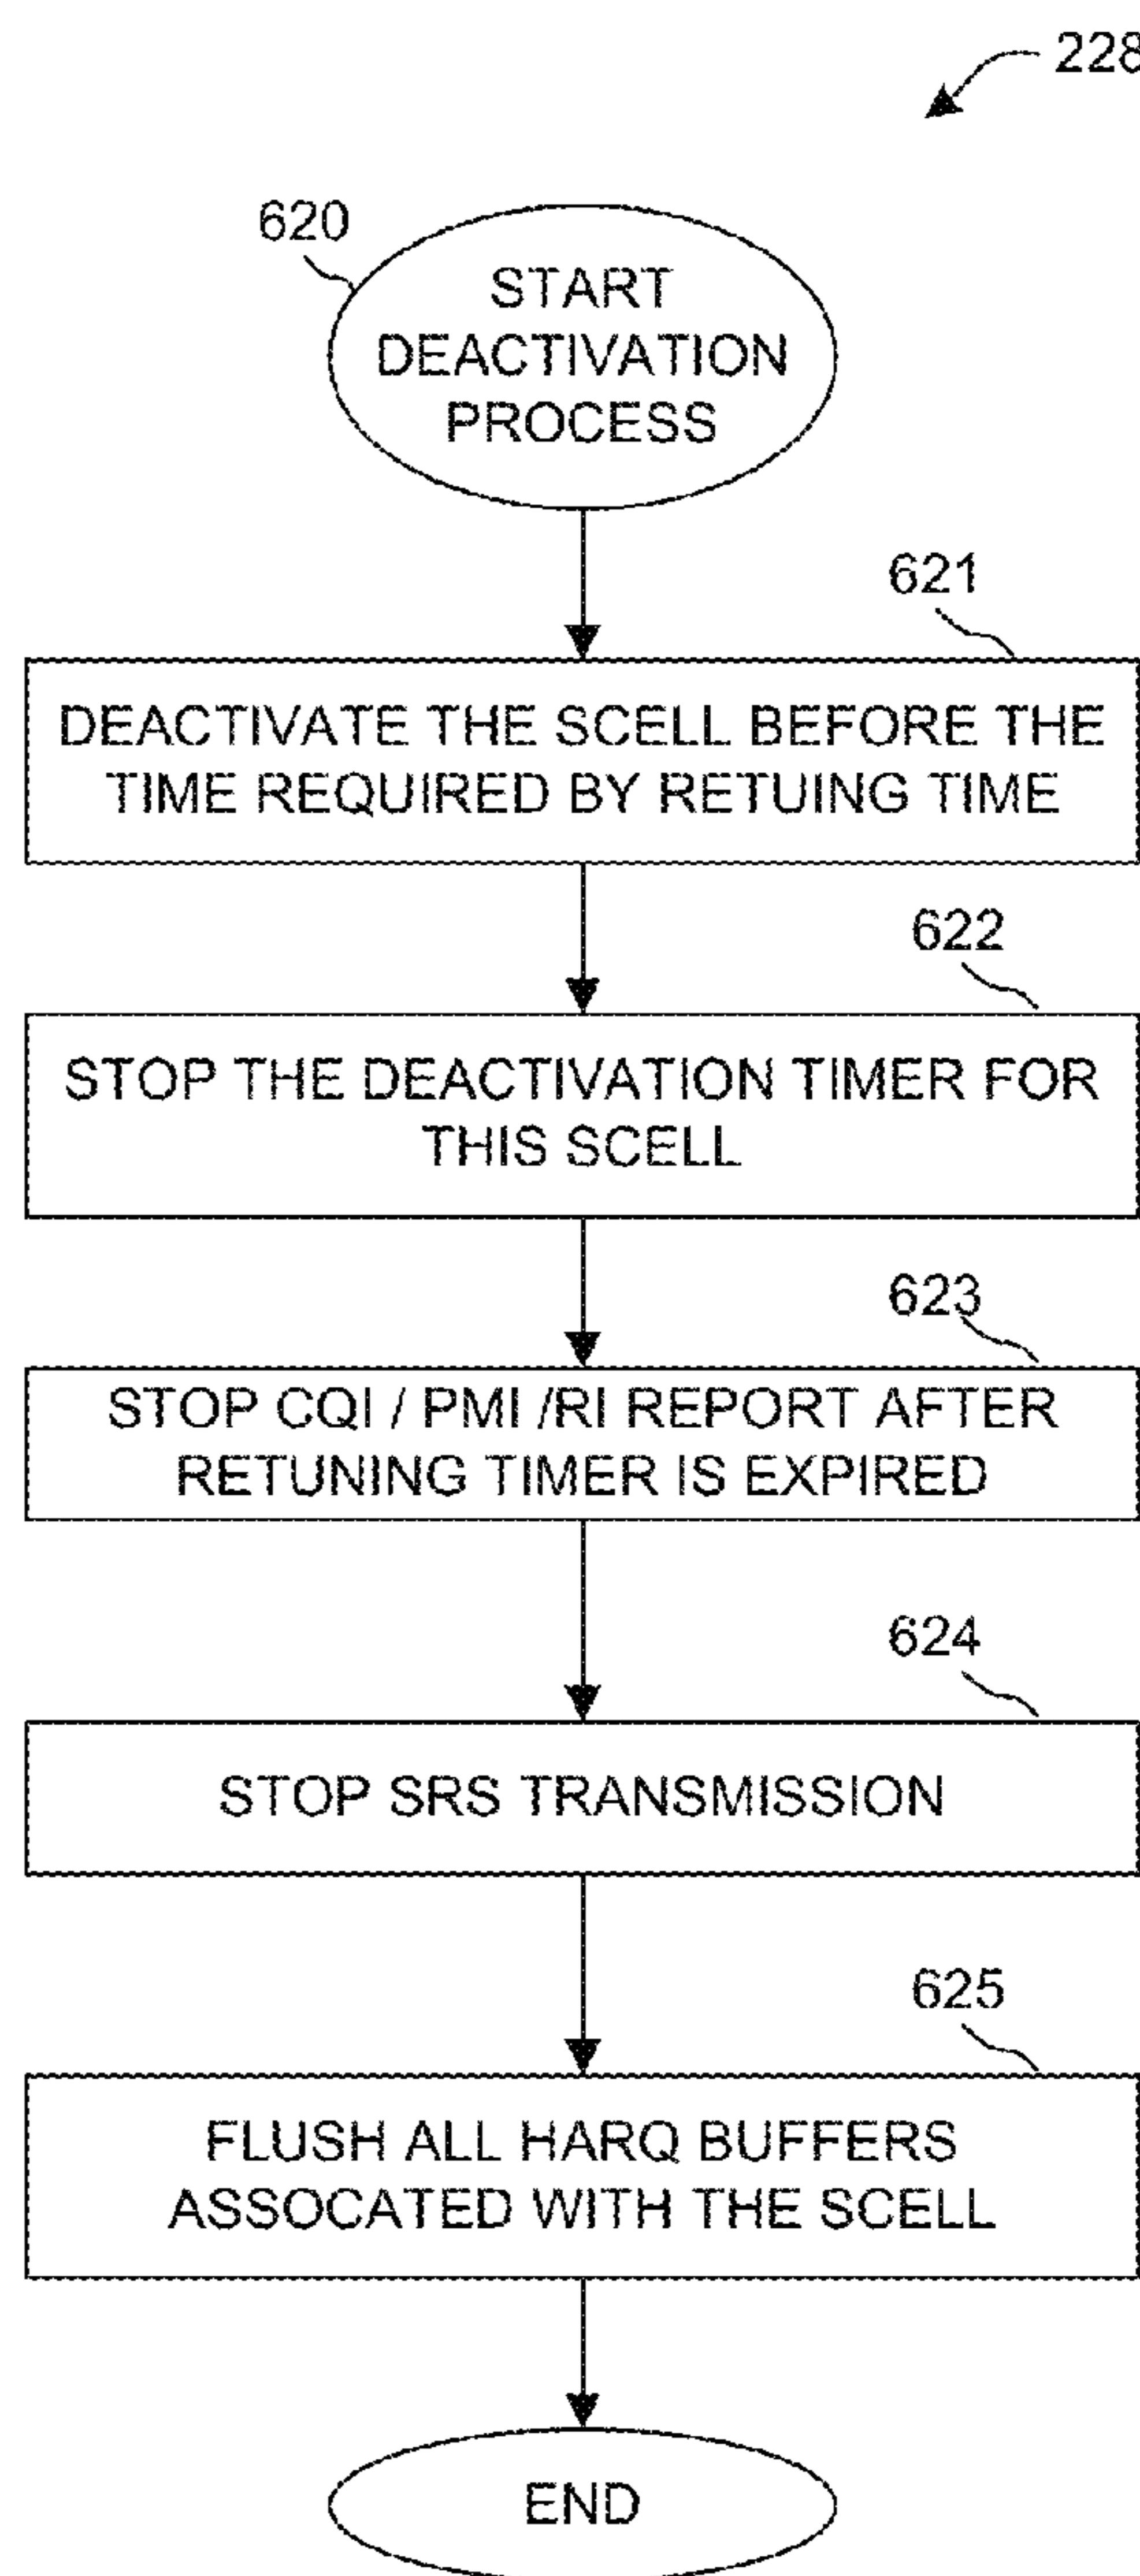 228
620
START
DEACTIVATION
PROCESS
621
DEACTIVATE THE SCELL BEFORE THE
TIME REQUIRED BY RETUING TIME
622
STOP THE DEACTIVATION TIMER FOR
THIS SCELL
623
STOP CQI / PMI /RI REPORT AFTER
RETUNING TIMER IS EXPIRED
624
STOP SRS TRANSMISSION
625
FLUSH ALL HARQ BUFFERS
ASSOCATED WITH THE SCELL
END